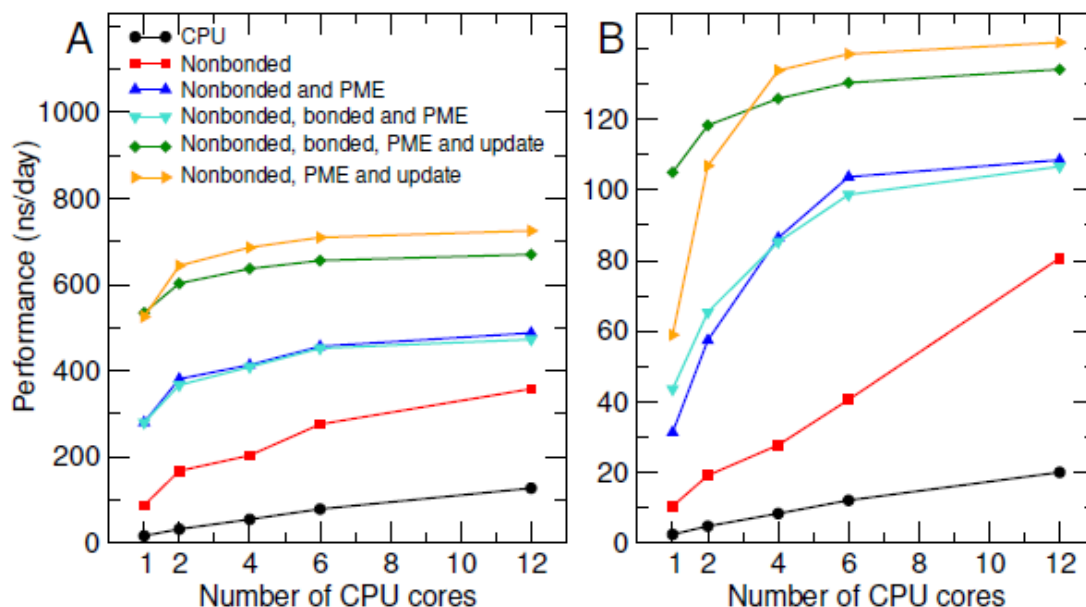 A
CPU
Nonbonded
Nonbonded and PME
Nonbonded, bonded and PME
Nonbonded, bonded, PME and update
Nonbonded, PME and update
Performance (ns/day)
1000
800
600
400
200
0
1 2 4 6 8 10 12
Number of CPU cores
B
120
100
80
60
40
20
0
1 2 4 6 8 10 12
Number of CPU cores